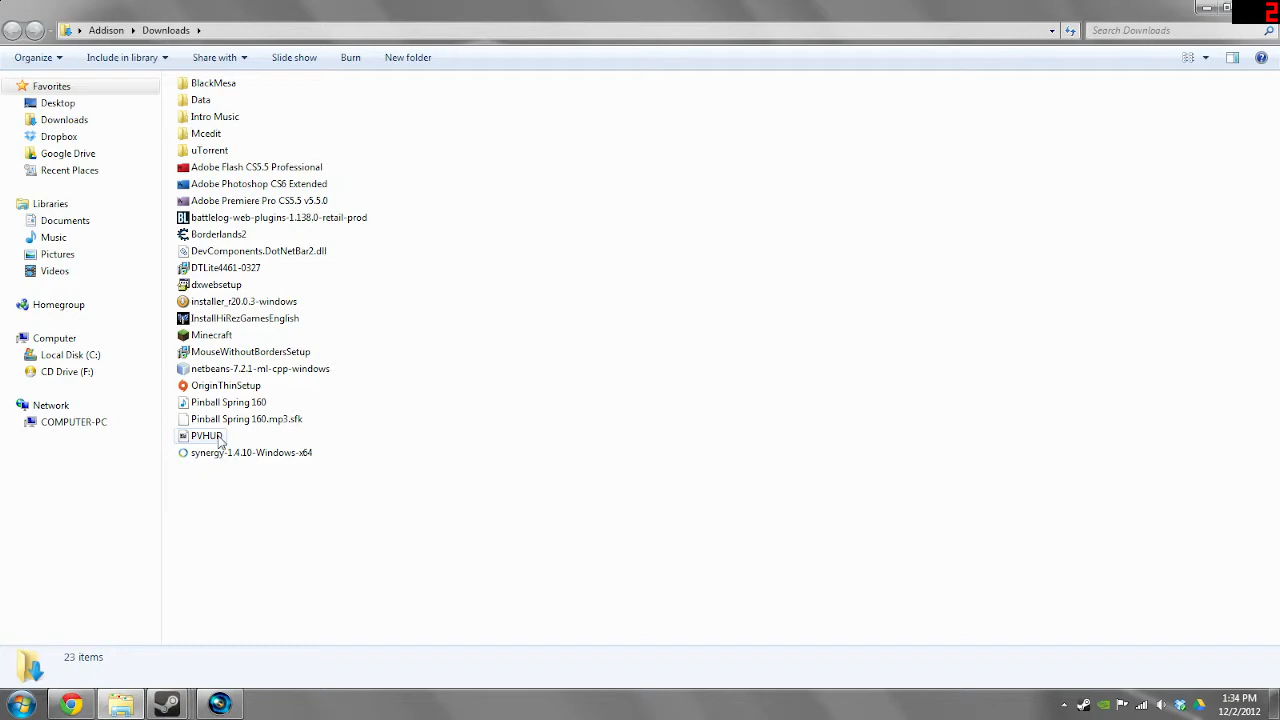 2
Addison Downloads
Search Downloads
Organize Include in library Share with Slide show Burn New folder
Favorites
Desktop
Downloads
Dropbox
Google Drive
Recent Places
Libraries
Documents
Music
Pictures
Videos
Homegroup
Computer
Local Disk (C:)
CD Drive (F:)
Network
COMPUTER-PC
BlackMesa
Data
Intro Music
Mcedit
uTorrent
Adobe Flash CS5.5 Professional
Adobe Photoshop CS6 Extended
Adobe Premiere Pro CS5.5 v5.5.0
battlelog-web-plugins-1.138.0-retail-prod
Borderlands2
DevComponents.DotNetBar2.dll
DTLite4461-0327
dxwebsetup
installer_r20.0.3-windows
InstallHiRezGamesEnglish
Minecraft
MouseWithoutBordersSetup
netbeans-7.2.1-ml-cpp-windows
OriginThinSetup
Pinball Spring 160
Pinball Spring 160.mp3.sfk
PVHUD
synergy-1.4.10-Windows-x64
23 items
1:34 PM
12/2/2012